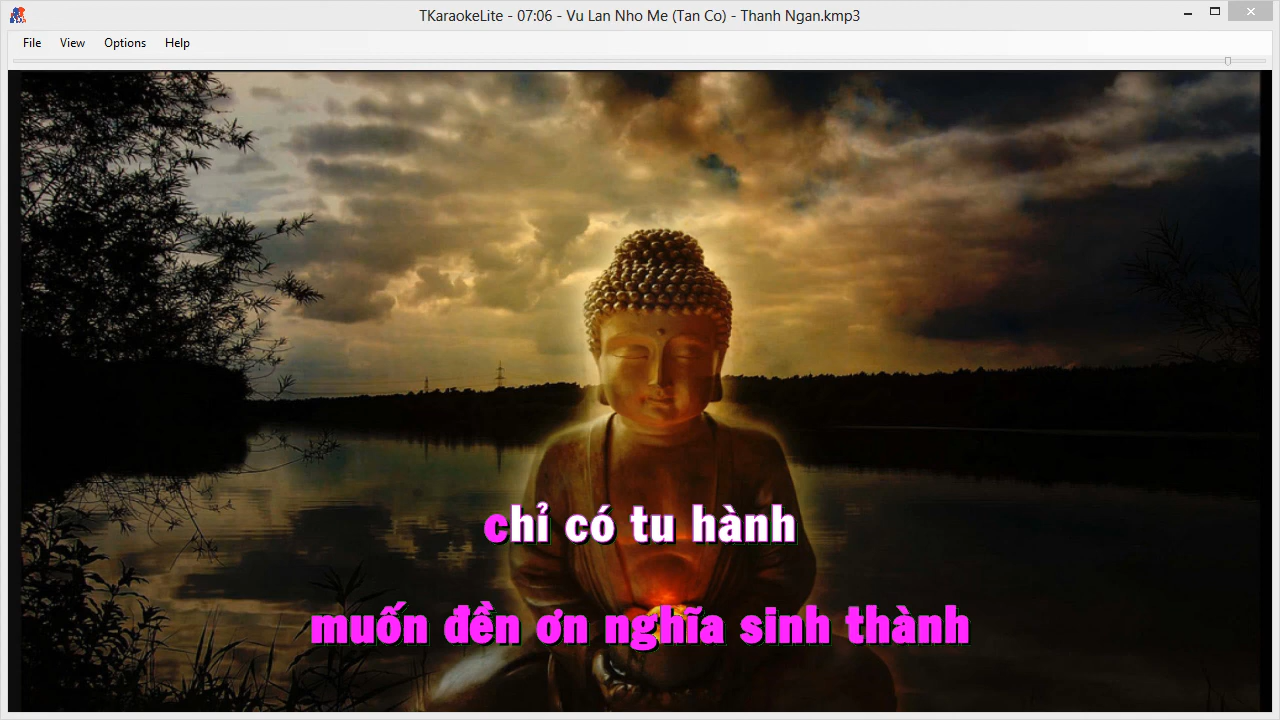 TKaraokeLite - 07:06 - Vu Lan Nho Me (Tan Co) - Thanh Ngan.kmp3
File View Options Help
chỉ có tu hành
muốn đền ơn nghĩa sinh thành